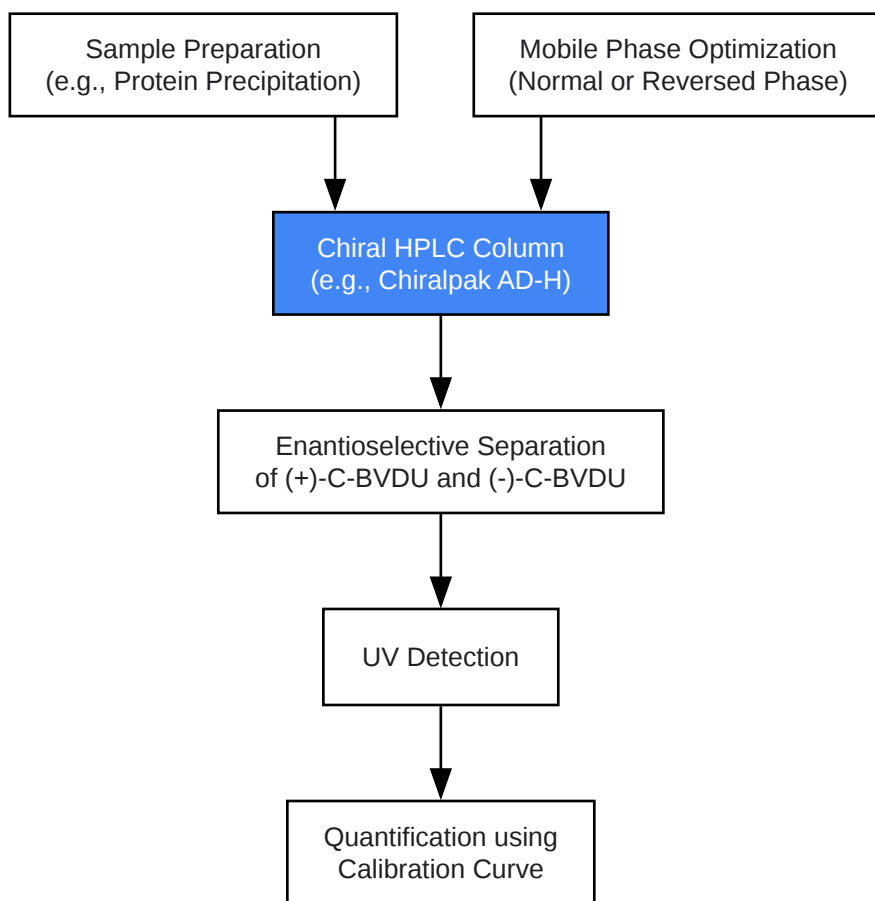 Sample Preparation
(e.g., Protein Precipitation)
Mobile Phase Optimization
(Normal or Reversed Phase)
Chiral HPLC Column
(e.g., Chiralpak AD-H)
Enantioselective Separation
of (+)-C-BVDU and (-)-C-BVDU
UV Detection
Quantification using
Calibration Curve